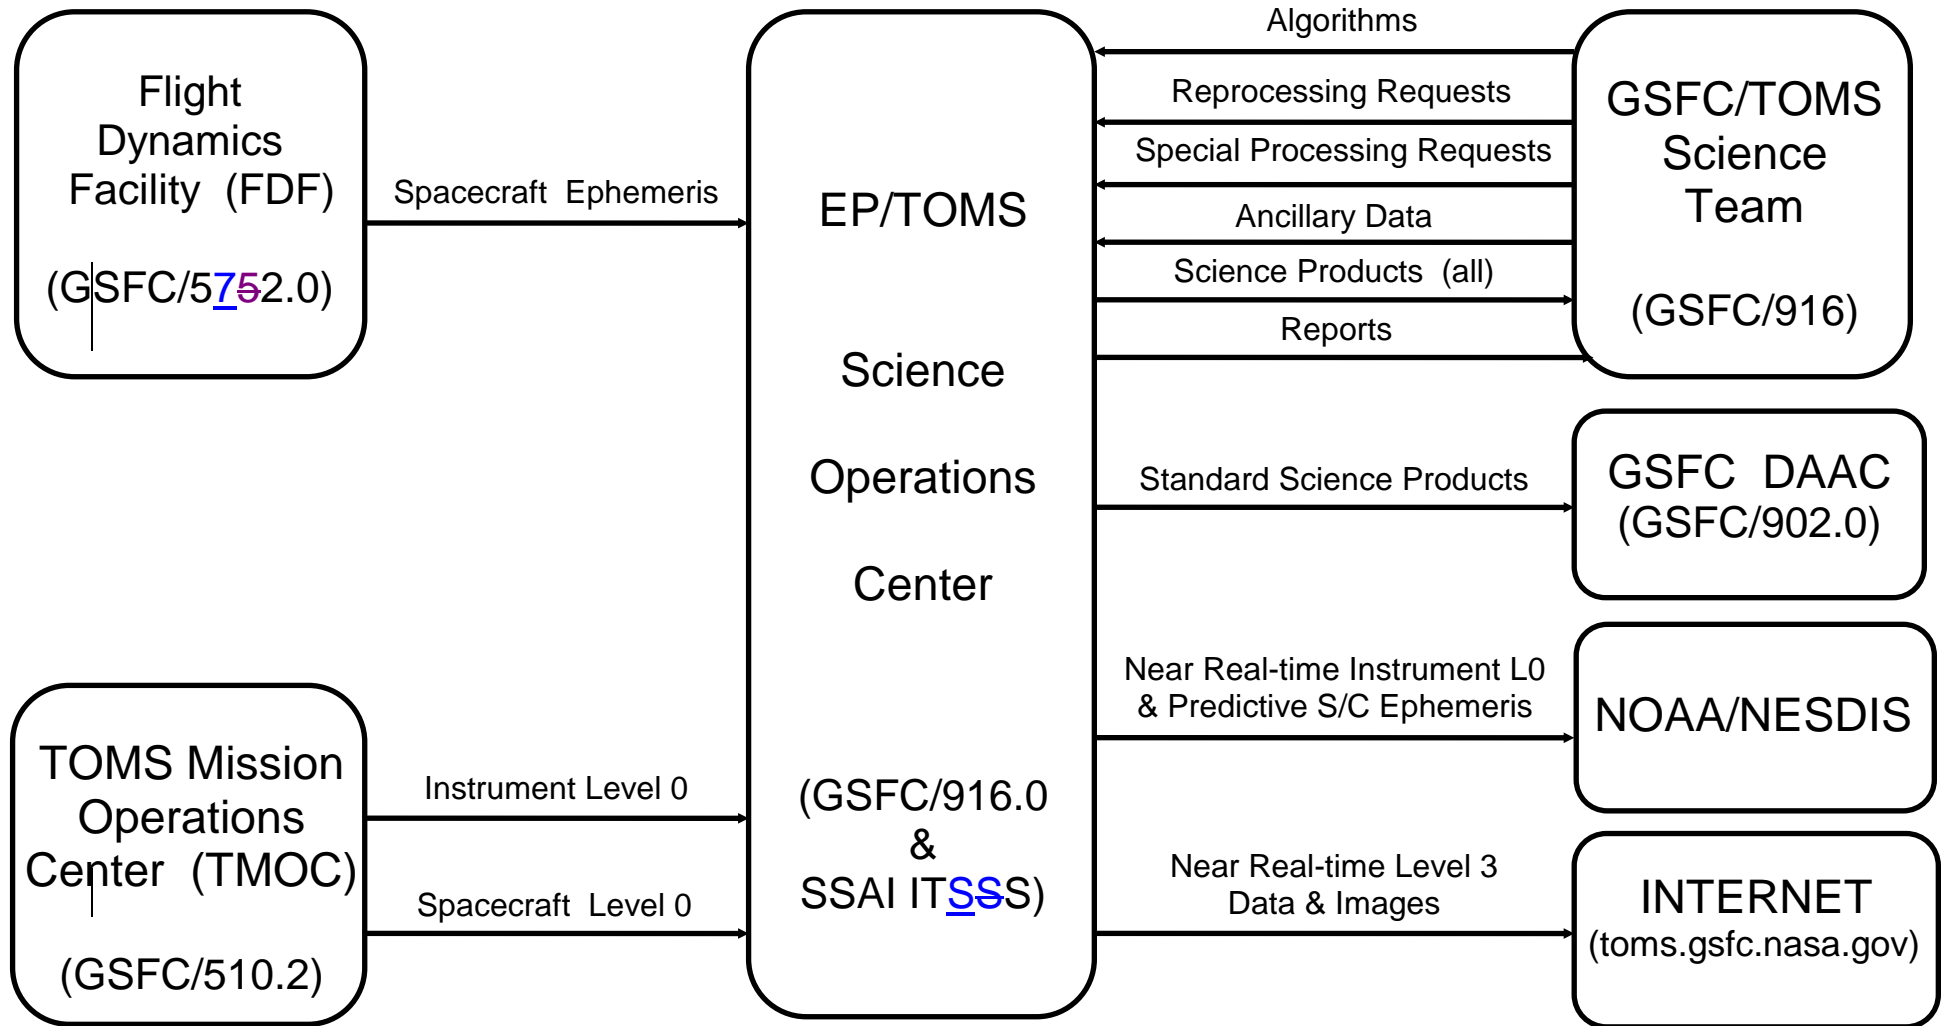 Flight
Dynamics
Facility (FDF)
(GSFC/5752.0)
Spacecraft Ephemeris
TOMS Mission
Operations
Center (TMOC)
(GSFC/510.2)
Instrument Level 0
Spacecraft Level 0
EP/TOMS
Science
Operations
Center
(GSFC/916.0
&
SSAI ITSSS)
Algorithms
Reprocessing Requests
Special Processing Requests
Ancillary Data
Science Products (all)
Reports
GSFC/TOMS
Science
Team
(GSFC/916)
Standard Science Products
GSFC DAAC
(GSFC/902.0)
Near Real-time Instrument L0
& Predictive S/C Ephemeris
NOAA/NESDIS
Near Real-time Level 3
Data & Images
INTERNET
(toms.gsfc.nasa.gov)